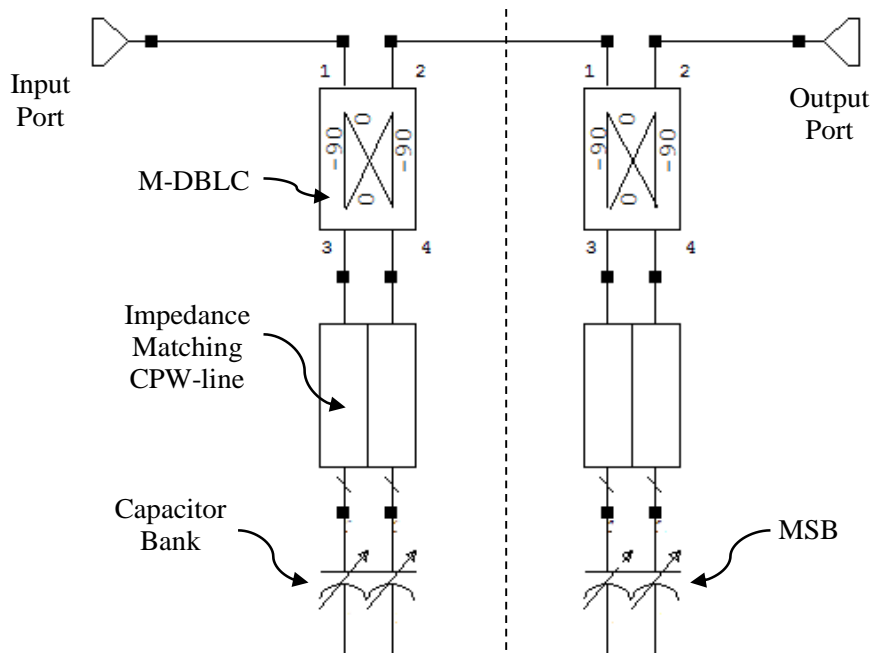 1 2 1 2
Input
Port
Output
Port
-90 0 0 -90
-90 0 0 -90
M-DBLC
3 4 3 4
Impedance
Matching
CPW-line
Capacitor
Bank
MSB